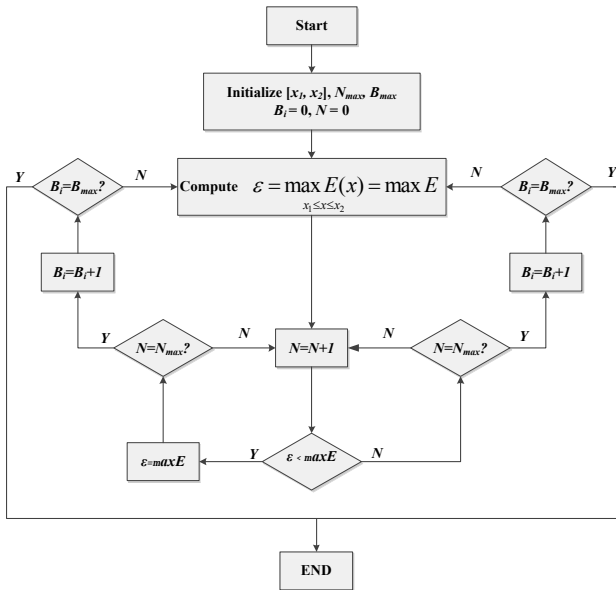 Start
Initialize [x₁, x₂], Nmax, Bmax
Bᵢ = 0, N = 0
Y
Bᵢ=Bmax?
N
Compute ε = max E(x) = max E
x₁≤x≤x₂
N
Bᵢ=Bmax?
Y
Bᵢ=Bᵢ+1
Bᵢ=Bᵢ+1
Y
N=Nmax?
N
N=N+1
N
N=Nmax?
Y
ε=maxE
Y
ε < maxE
N
END